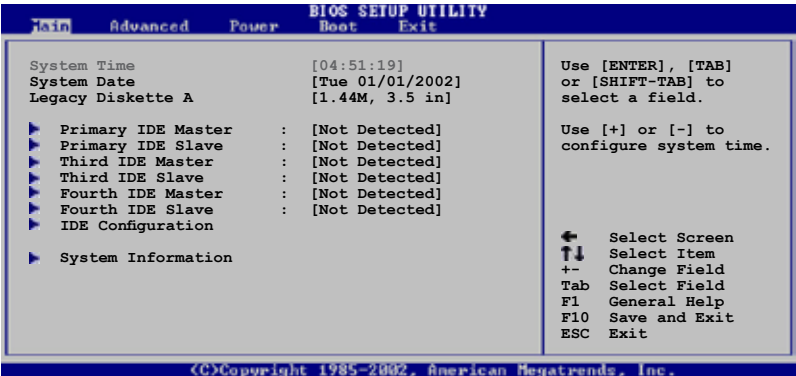 BIOS SETUP UTILITY
Main Advanced Power Boot Exit
System Time [04:51:19]
System Date [Tue 01/01/2002]
Legacy Diskette A [1.44M, 3.5 in]
Primary IDE Master : [Not Detected]
Primary IDE Slave : [Not Detected]
Third IDE Master : [Not Detected]
Third IDE Slave : [Not Detected]
Fourth IDE Master : [Not Detected]
Fourth IDE Slave : [Not Detected]
IDE Configuration
System Information
Use [ENTER], [TAB]
or [SHIFT-TAB] to
select a field.
Use [+] or [-] to
configure system time.
← Select Screen
↑↓ Select Item
+- Change Field
Tab Select Field
F1 General Help
F10 Save and Exit
ESC Exit
(C)Copyright 1985-2002, American Megatrends, Inc.